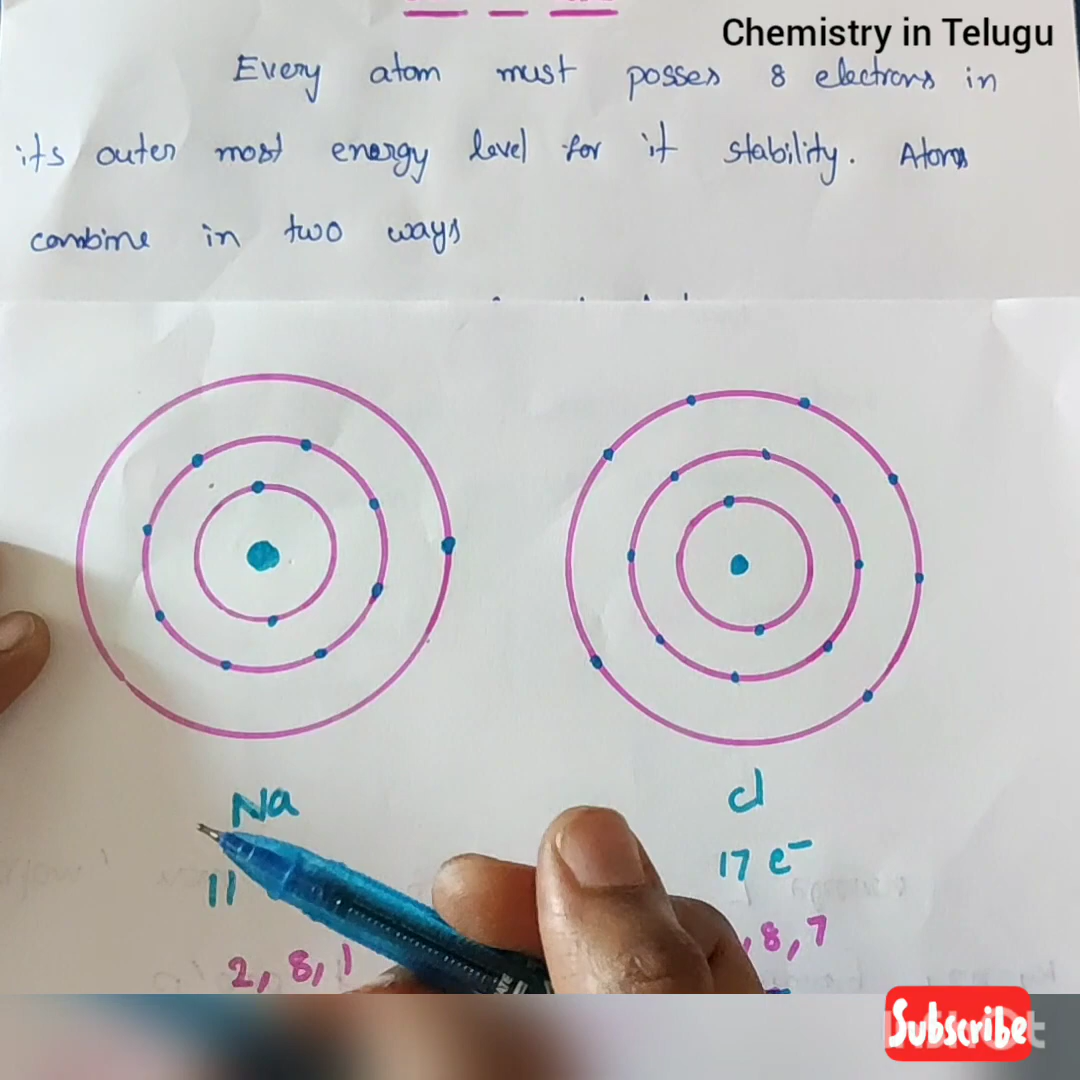 Chemistry in Telugu
Every atom must posses 8 electrons in
its outer most energy level for it stability. Atoms
combine in two ways
Na
Cl
11
17 e⁻
2, 8, 1
, 8, 7
Subscribe